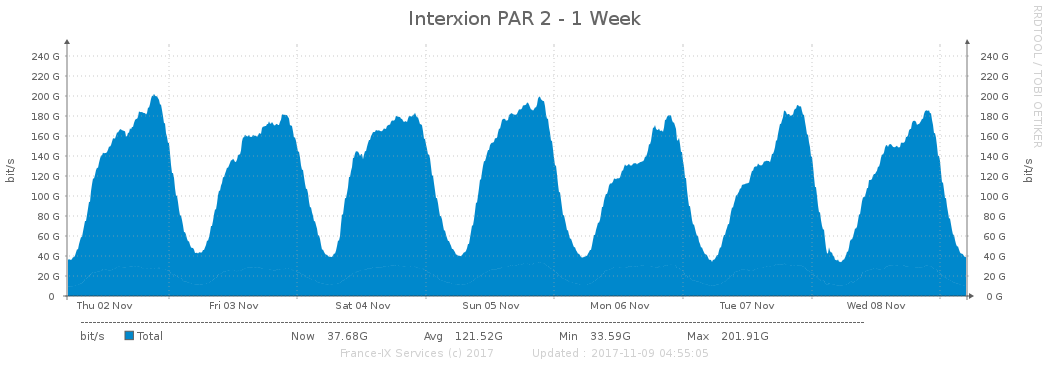 Interxion PAR 2 - 1 Week
RRDTOOL / TOBI OETIKER
bit/s
240 G 240 G
220 G 220 G
200 G 200 G
180 G 180 G
160 G 160 G
140 G 140 G
120 G 120 G
100 G 100 G
80 G 80 G
60 G 60 G
40 G 40 G
20 G 20 G
0 0 G
bit/s
Thu 02 Nov Fri 03 Nov Sat 04 Nov Sun 05 Nov Mon 06 Nov Tue 07 Nov Wed 08 Nov
bit/s Total Now 37.68G Avg 121.52G Min 33.59G Max 201.91G
France-IX Services (c) 2017 Updated : 2017-11-09 04:55:05